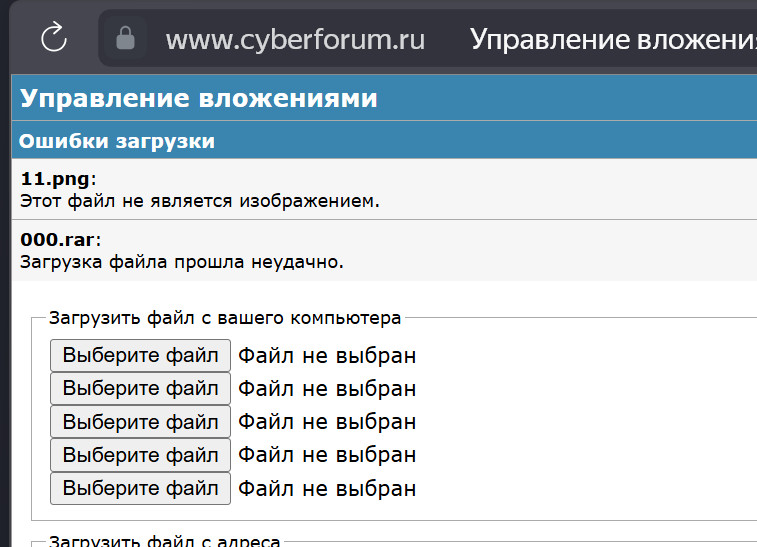 www.cyberforum.ru Управление вложения
Управление вложениями
Ошибки загрузки
11.png:
Этот файл не является изображением.
000.rar:
Загрузка файла прошла неудачно.
Загрузить файл с вашего компьютера
Выберите файл Файл не выбран
Выберите файл Файл не выбран
Выберите файл Файл не выбран
Выберите файл Файл не выбран
Выберите файл Файл не выбран
Загрузить файл с адреса